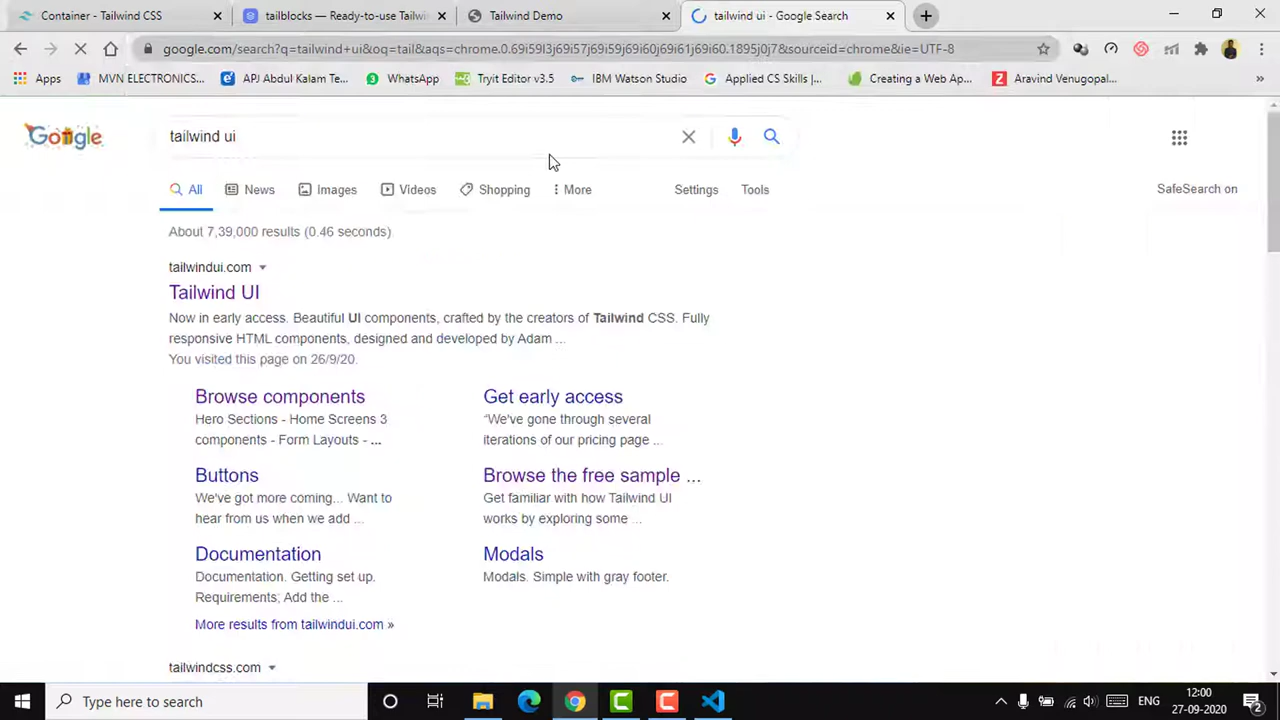 Container - Tailwind CSS
tailblocks — Ready-to-use Tailwi
Tailwind Demo
tailwind ui - Google Search
google.com/search?q=tailwind+ui&oq=tail&aqs=chrome.0.69i59l3j69i57j69i59j69i60j69i61j69i60.1895j0j7&sourceid=chrome&ie=UTF-8
Apps
MVN ELECTRONICS...
APJ Abdul Kalam Te...
WhatsApp
Tryit Editor v3.5
IBM Watson Studio
Applied CS Skills |...
Creating a Web Ap...
Aravind Venugopal...
»
Google
tailwind ui
All
News
Images
Videos
Shopping
More
Settings
Tools
SafeSearch on
About 7,39,000 results (0.46 seconds)
tailwindui.com
Tailwind UI
Now in early access. Beautiful UI components, crafted by the creators of Tailwind CSS. Fully
responsive HTML components, designed and developed by Adam ...
You visited this page on 26/9/20.
Browse components
Hero Sections - Home Screens 3
components - Form Layouts - ...
Get early access
“We've gone through several
iterations of our pricing page ...
Buttons
We've got more coming... Want to
hear from us when we add ...
Browse the free sample ...
Get familiar with how Tailwind UI
works by exploring some ...
Documentation
Documentation. Getting set up.
Requirements; Add the ...
Modals
Modals. Simple with gray footer.
More results from tailwindui.com »
tailwindcss.com
Type here to search
ENG
12:00
27-09-2020
2